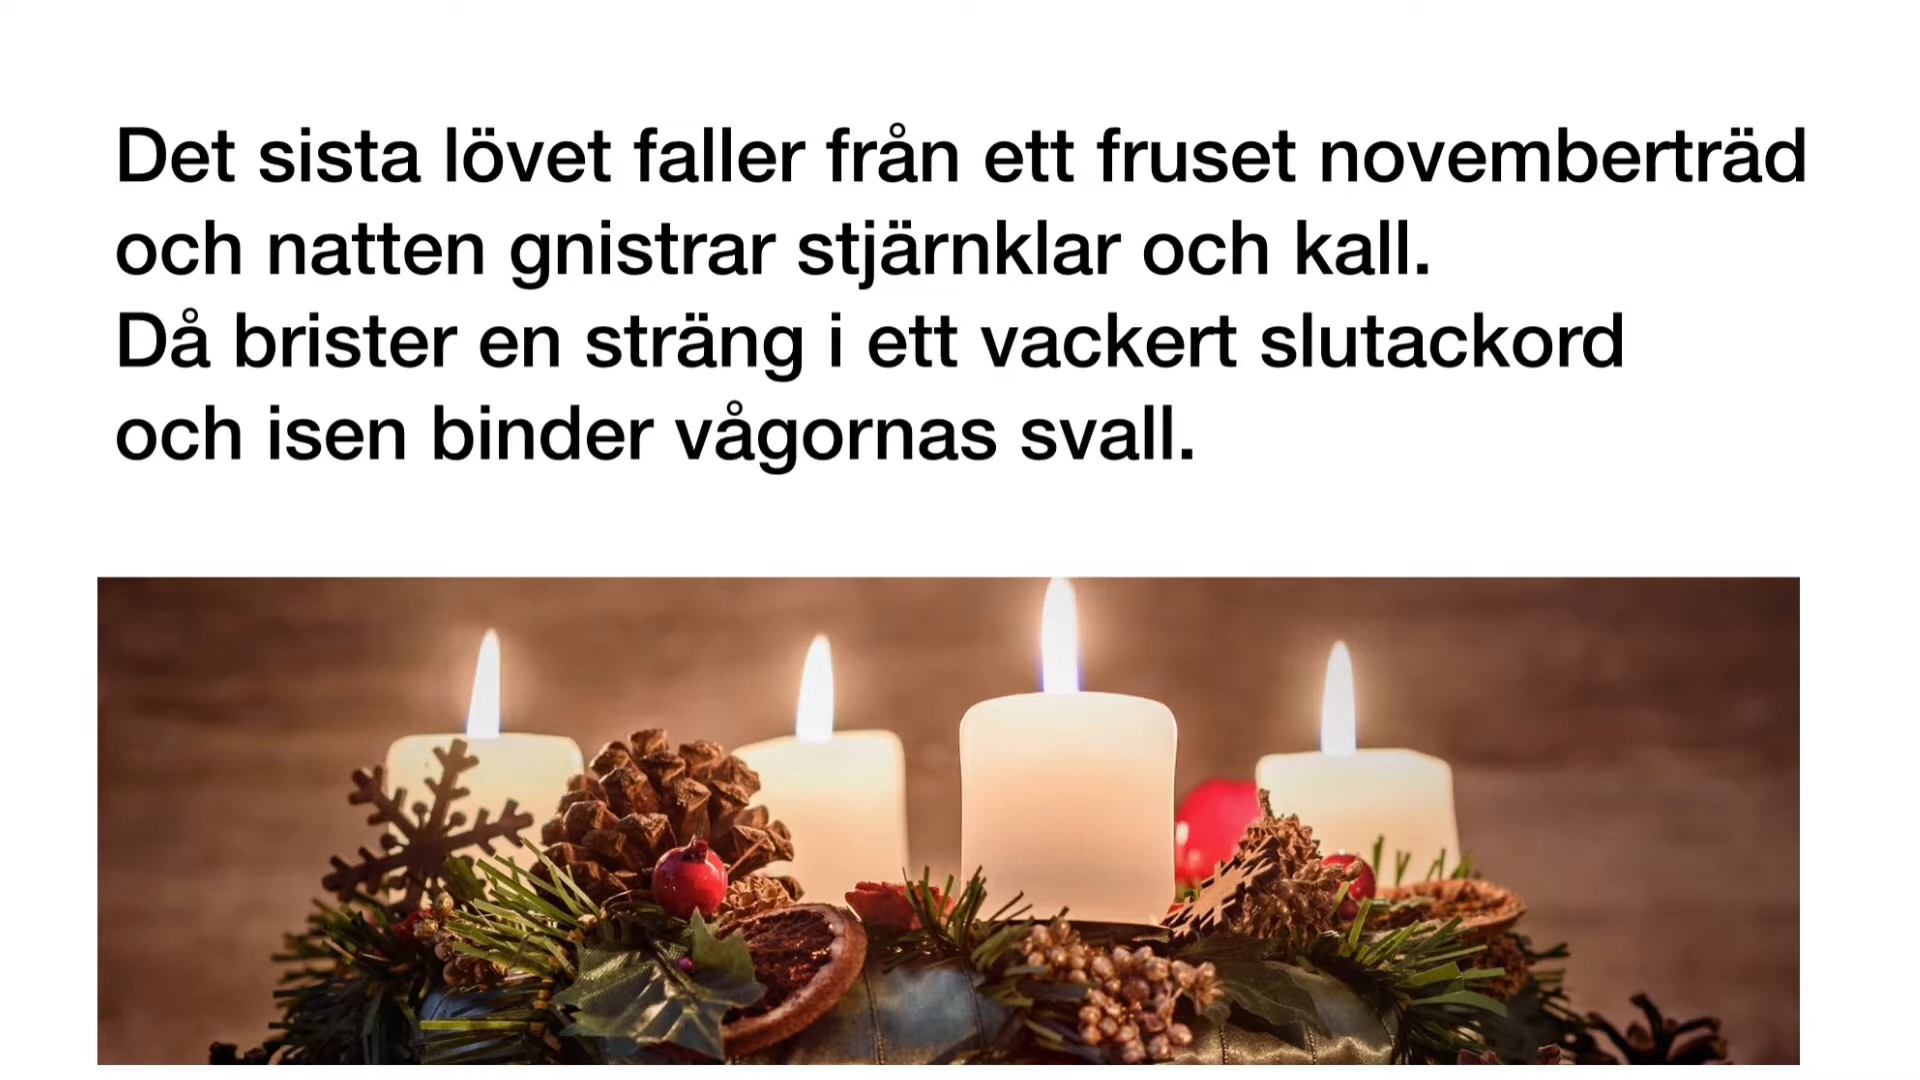 Det sista lövet faller från ett fruset novemberträd
och natten gnistrar stjärnklar och kall.
Då brister en sträng i ett vackert slutackord
och isen binder vågornas svall.